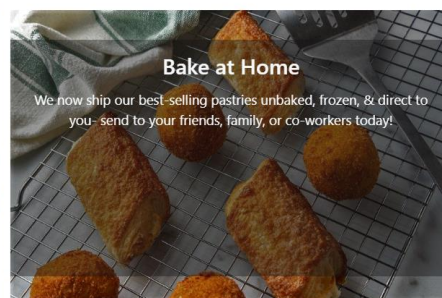 Bake at Home
We now ship our best-selling pastries unbaked, frozen, & direct to
you- send to your friends, family, or co-workers today!